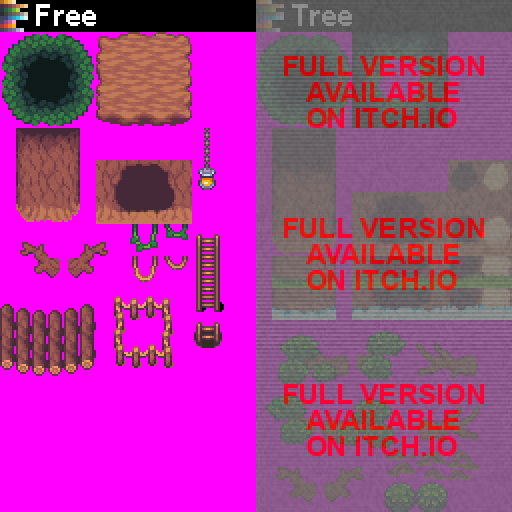 Free
Tree
FULL VERSION
AVAILABLE
ON ITCH.IO
FULL VERSION
AVAILABLE
ON ITCH.IO
FULL VERSION
AVAILABLE
ON ITCH.IO